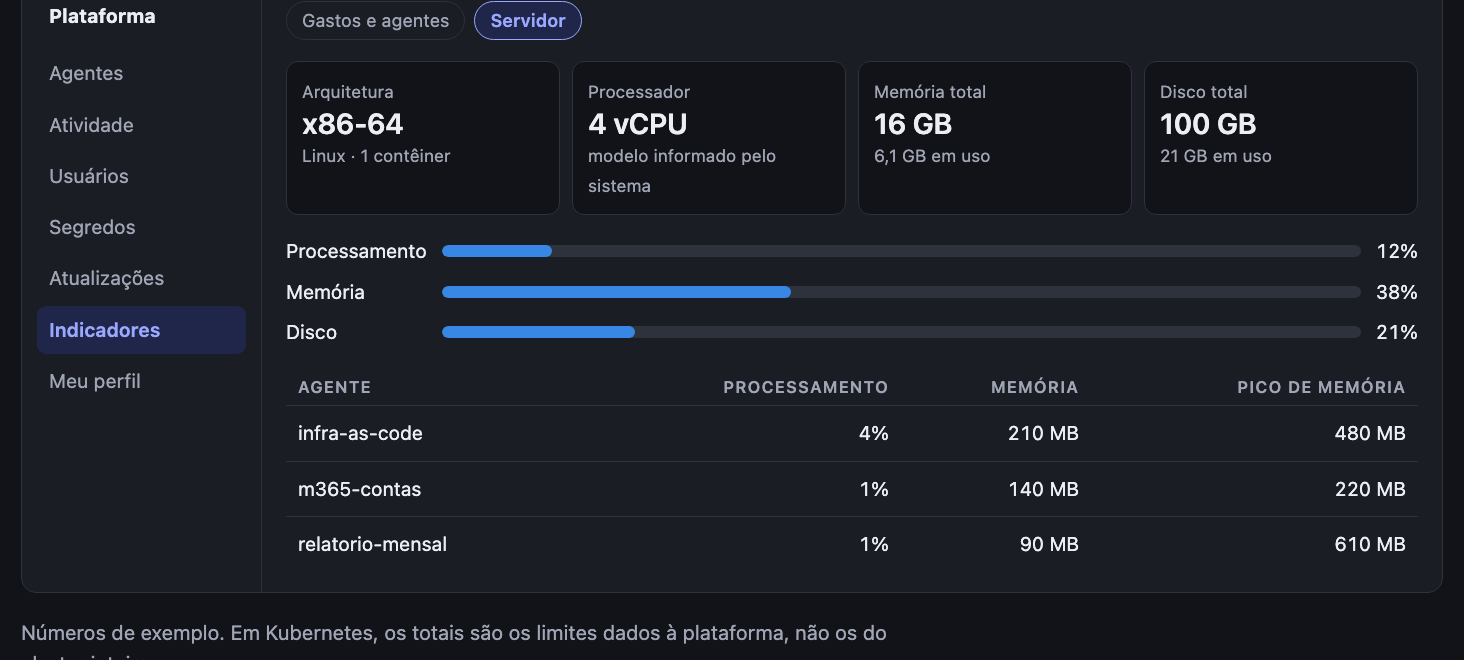 Plataforma
Agentes
Atividade
Usuários
Segredos
Atualizações
Indicadores
Meu perfil
Gastos e agentes
Servidor
Arquitetura
x86-64
Linux · 1 contêiner
Processador
4 vCPU
modelo informado pelo
sistema
Memória total
16 GB
6,1 GB em uso
Disco total
100 GB
21 GB em uso
Processamento 12%
Memória 38%
Disco 21%
AGENTE PROCESSAMENTO MEMÓRIA PICO DE MEMÓRIA
infra-as-code 4% 210 MB 480 MB
m365-contas 1% 140 MB 220 MB
relatorio-mensal 1% 90 MB 610 MB
Números de exemplo. Em Kubernetes, os totais são os limites dados à plataforma, não os do